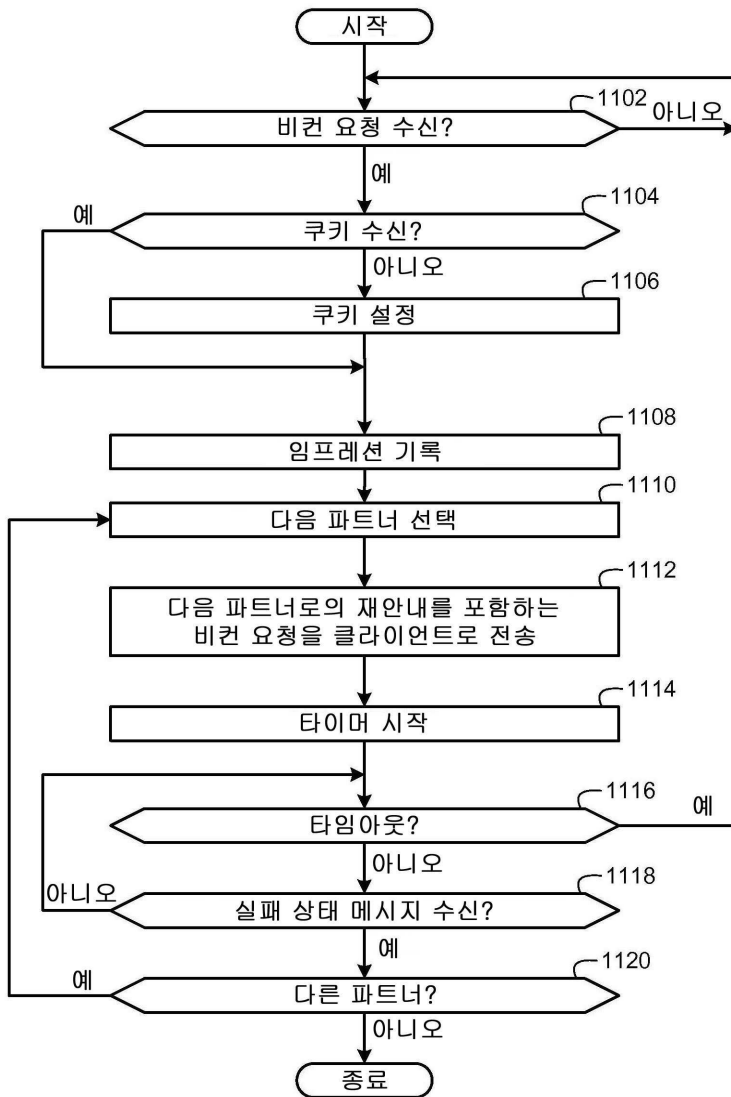 시작
1102
비컨 요청 수신?
아니오
예
1104
예
쿠키 수신?
아니오
1106
쿠키 설정
1108
임프레션 기록
1110
다음 파트너 선택
1112
다음 파트너로의 재안내를 포함하는
비컨 요청을 클라이언트로 전송
1114
타이머 시작
1116
타임아웃?
예
아니오
1118
아니오
실패 상태 메시지 수신?
예
1120
예
다른 파트너?
아니오
종료